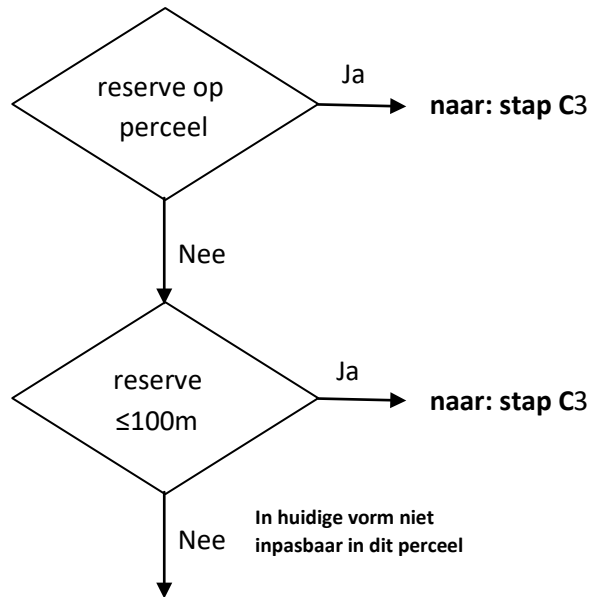 Ja
reserve op
perceel
naar: stap C3
Nee
Ja
reserve
≤100m
naar: stap C3
Nee
In huidige vorm niet
inpasbaar in dit perceel